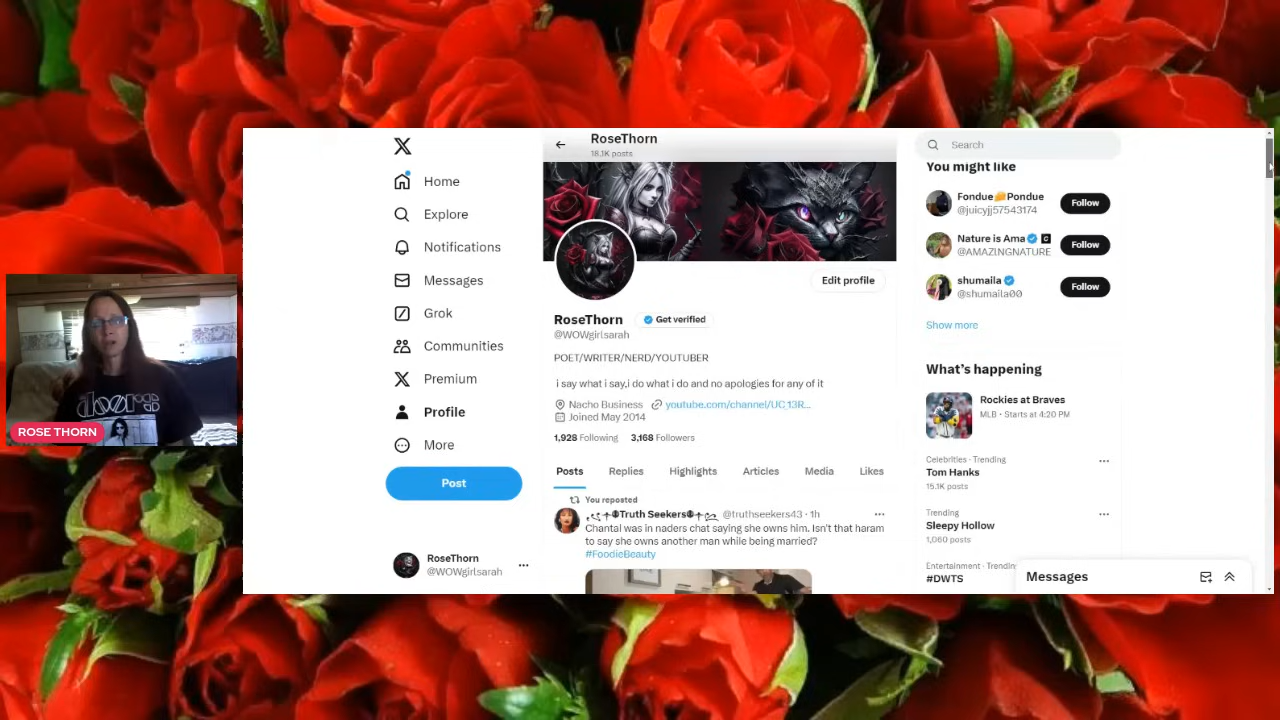 RoseThorn
18.1K posts
Search
Home
Explore
Notifications
Messages
Grok
Communities
Premium
Profile
More
Post
RoseThorn
@WOWgirlsarah
Edit profile
RoseThorn
Get verified
@WOWgirlsarah
POET/WRITER/NERD/YOUTUBER
i say what i say,i do what i do and no apologies for any of it
Nacho Business
youtube.com/channel/UC_13R...
Joined May 2014
1,928 Following 3,168 Followers
Posts Replies Highlights Articles Media Likes
You reposted
Truth Seekers @truthseekers43 · 1h
Chantal was in naders chat saying she owns him. Isn't that haram
to say she owns another man while being married?
#FoodieBeauty
You might like
Fondue🧀Pondue
@juicyjj57543174
Follow
Nature is Ama
@AMAZINGNATURE
Follow
shumaila
@shumaila00
Follow
Show more
What's happening
Rockies at Braves
MLB · Starts at 4:20 PM
Celebrities · Trending
Tom Hanks
15.1K posts
Trending
Sleepy Hollow
1,060 posts
Entertainment · Trendin
#DWTS
Messages
doors
ROSE THORN